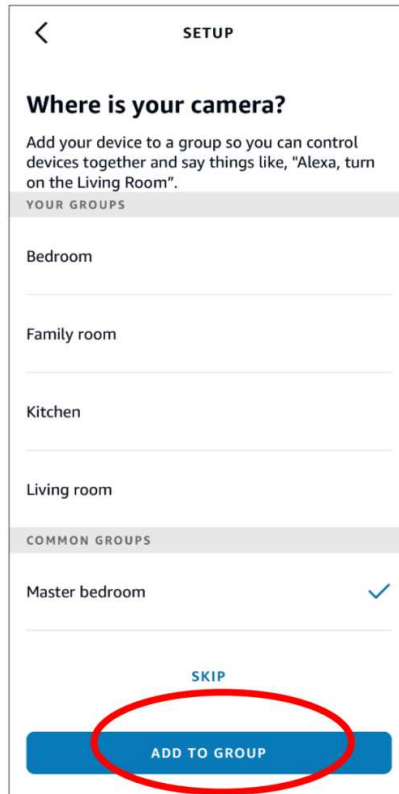 SETUP
Where is your camera?
Add your device to a group so you can control
devices together and say things like, "Alexa, turn
on the Living Room”.
YOUR GROUPS
Bedroom
Family room
Kitchen
Living room
COMMON GROUPS
Master bedroom
SKIP
ADD TO GROUP